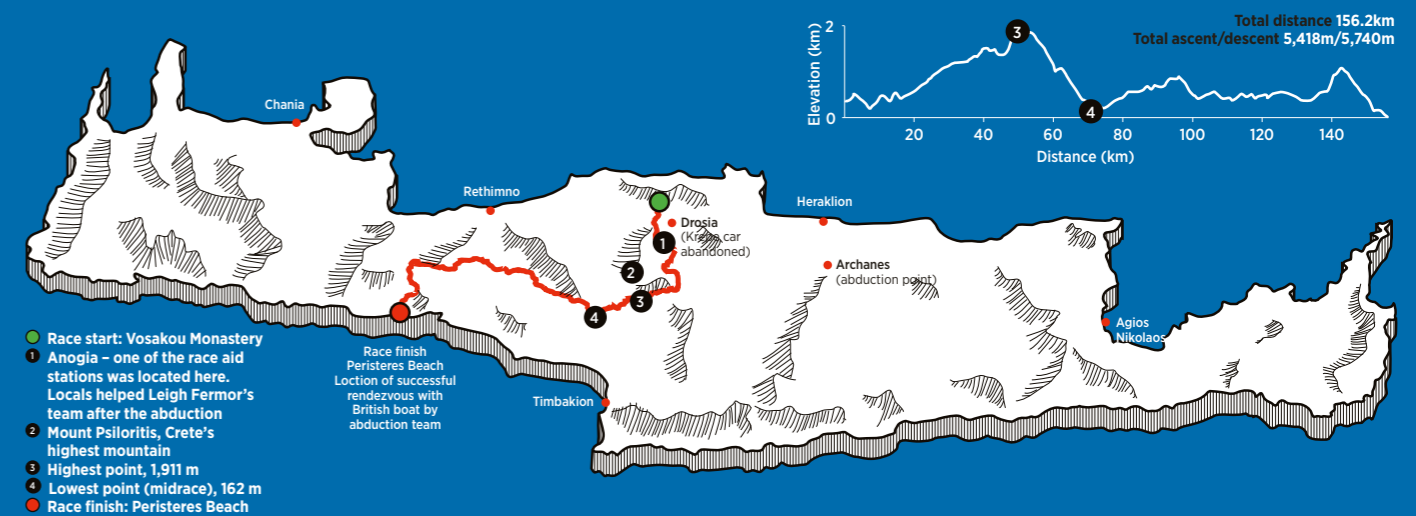 Total distance 156.2km
Total ascent/descent 5,418m/5,740m
Elevation (km)
2
0
3
4
20 40 60 80 100 120 140
Distance (km)
Chania
Rethimno
Heraklion
Drosia
(Kreipe car
abandoned)
Archanes
(abduction point)
Agios
Nikolaos
Timbakion
1
2
3
4
Race finish
Peristeres Beach
Loction of successful
rendezvous with
British boat by
abduction team
Race start: Vosakou Monastery
1 Anogia – one of the race aid
stations was located here.
Locals helped Leigh Fermor's
team after the abduction
2 Mount Psiloritis, Crete's
highest mountain
3 Highest point, 1,911 m
4 Lowest point (midrace), 162 m
Race finish: Peristeres Beach